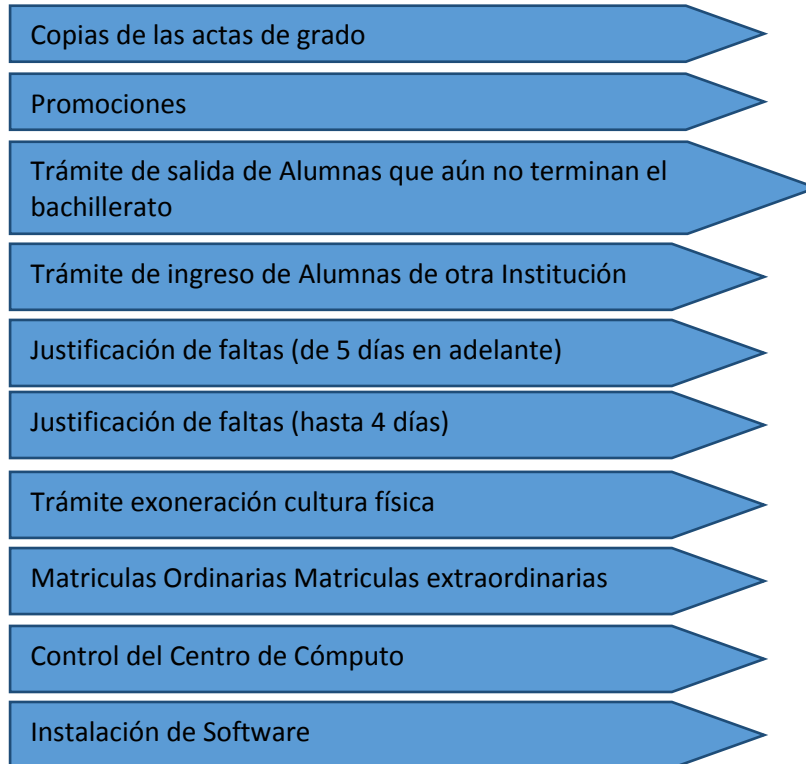 Copias de las actas de grado
Promociones
Trámite de salida de Alumnas que aún no terminan el
bachillerato
Trámite de ingreso de Alumnas de otra Institución
Justificación de faltas (de 5 días en adelante)
Justificación de faltas (hasta 4 días)
Trámite exoneración cultura física
Matriculas Ordinarias Matriculas extraordinarias
Control del Centro de Cómputo
Instalación de Software